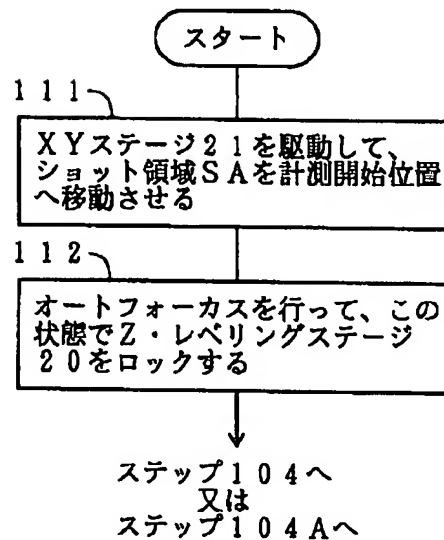 スタート
111
XYステージ21を駆動して、
ショット領域SAを計測開始位置
へ移動させる
112
オートフォーカスを行って、この
状態でZ・レベリングステージ
20をロックする
ステップ104へ
又は
ステップ104Aへ